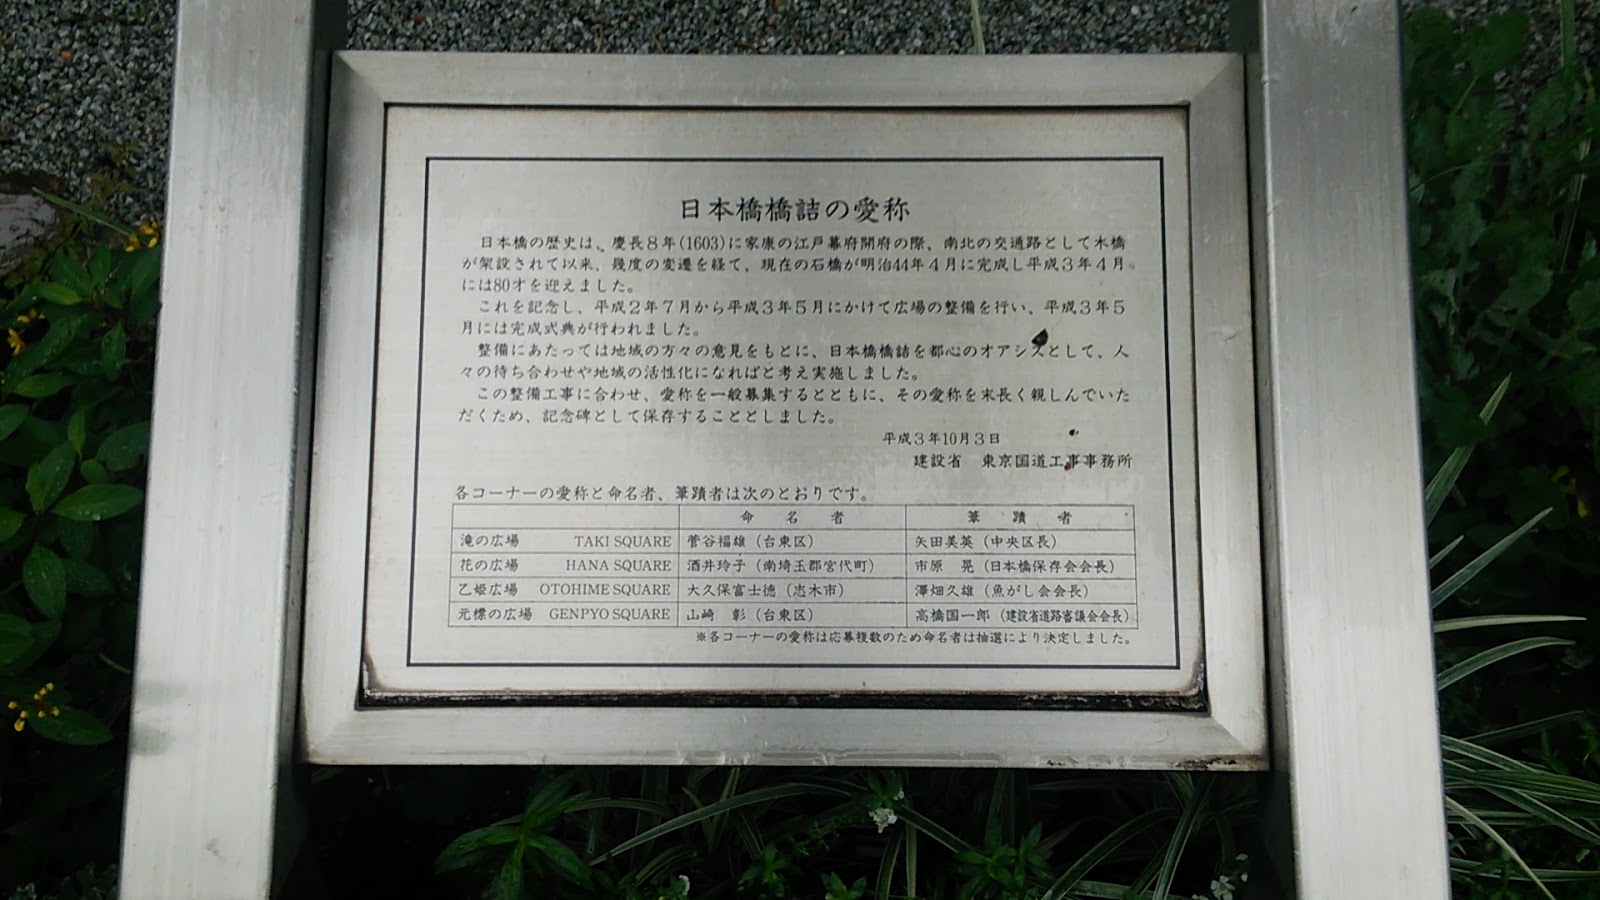 日本橋橋詰の愛称
日本橋の歴史は、慶長8年(1603)に家康の江戸幕府開府の際、南北の交通路として木橋
が架設されて以来、幾度の変遷を経て、現在の石橋が明治44年4月に完成し平成3年4月
には80才を迎えました。
これを記念し、平成2年7月から平成3年5月にかけて広場の整備を行い、平成3年5
月には完成式典が行われました。
整備にあたっては地域の方々の意見をもとに、日本橋橋詰を都心のオアシスとして、人
々の待ち合わせや地域の活性化になればと考え実施しました。
この整備工事に合わせ、愛称を一般募集するとともに、その愛称を末長く親しんでいた
だくため、記念碑として保存することとしました。
平成3年10月3日
建設省 東京国道工事事務所
各コーナーの愛称と命名者、筆蹟者は次のとおりです。
命名者 筆蹟者
滝の広場 TAKI SQUARE 菅谷福雄（台東区） 矢田美英（中央区長）
花の広場 HANA SQUARE 酒井玲子（南埼玉郡宮代町） 市原 晃（日本橋保存会会長）
乙姫広場 OTOHIME SQUARE 大久保富士徳（志木市） 澤畑久雄（魚がし会会長）
元標の広場 GENPYO SQUARE 山崎 彰（台東区） 高橋国一郎（建設省道路審議会会長）
※各コーナーの愛称は応募複数のため命名者は抽選により決定しました。